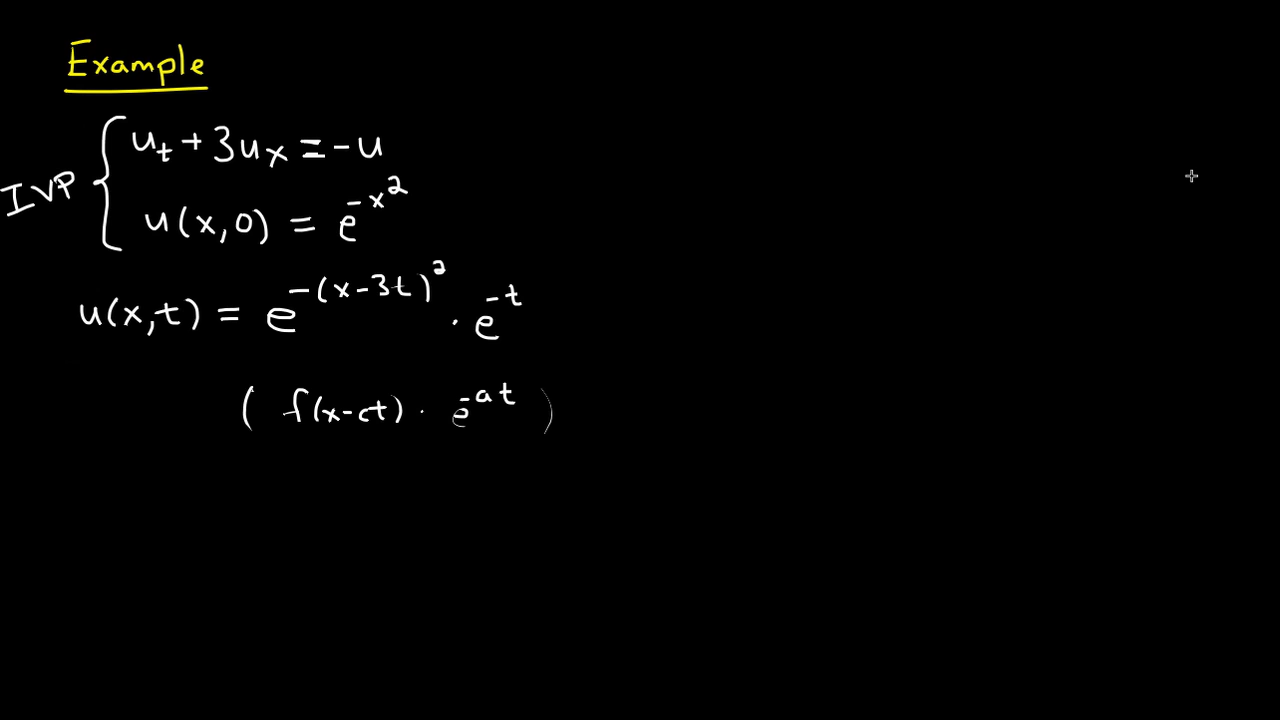 Example
IVP { u_t + 3u_x = -u
u(x,0) = e^{-x^2}
u(x,t) = e^{-(x-3t)^2} · e^{-t}
( f(x-ct) · e^{-at} )